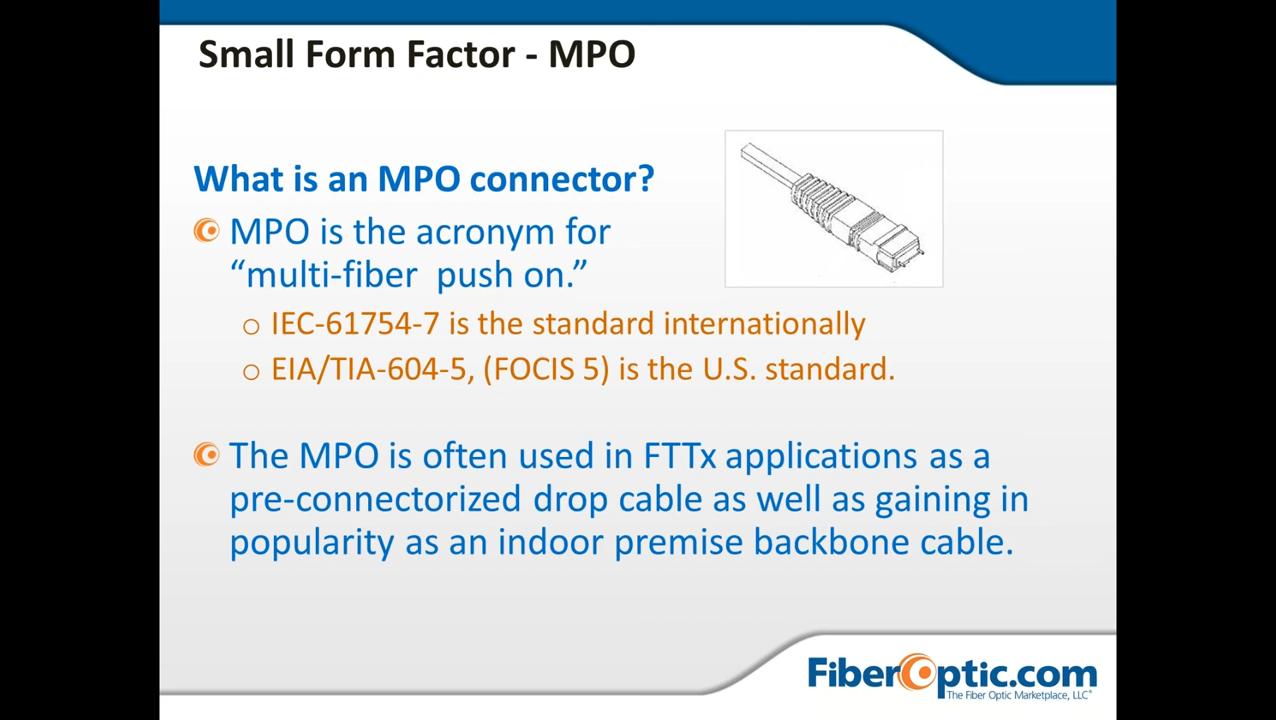 Small Form Factor - MPO
What is an MPO connector?
MPO is the acronym for
“multi-fiber push on.”
IEC-61754-7 is the standard internationally
EIA/TIA-604-5, (FOCIS 5) is the U.S. standard.
The MPO is often used in FTTx applications as a
pre-connectorized drop cable as well as gaining in
popularity as an indoor premise backbone cable.
FiberOptic.com
The Fiber Optic Marketplace, LLC®